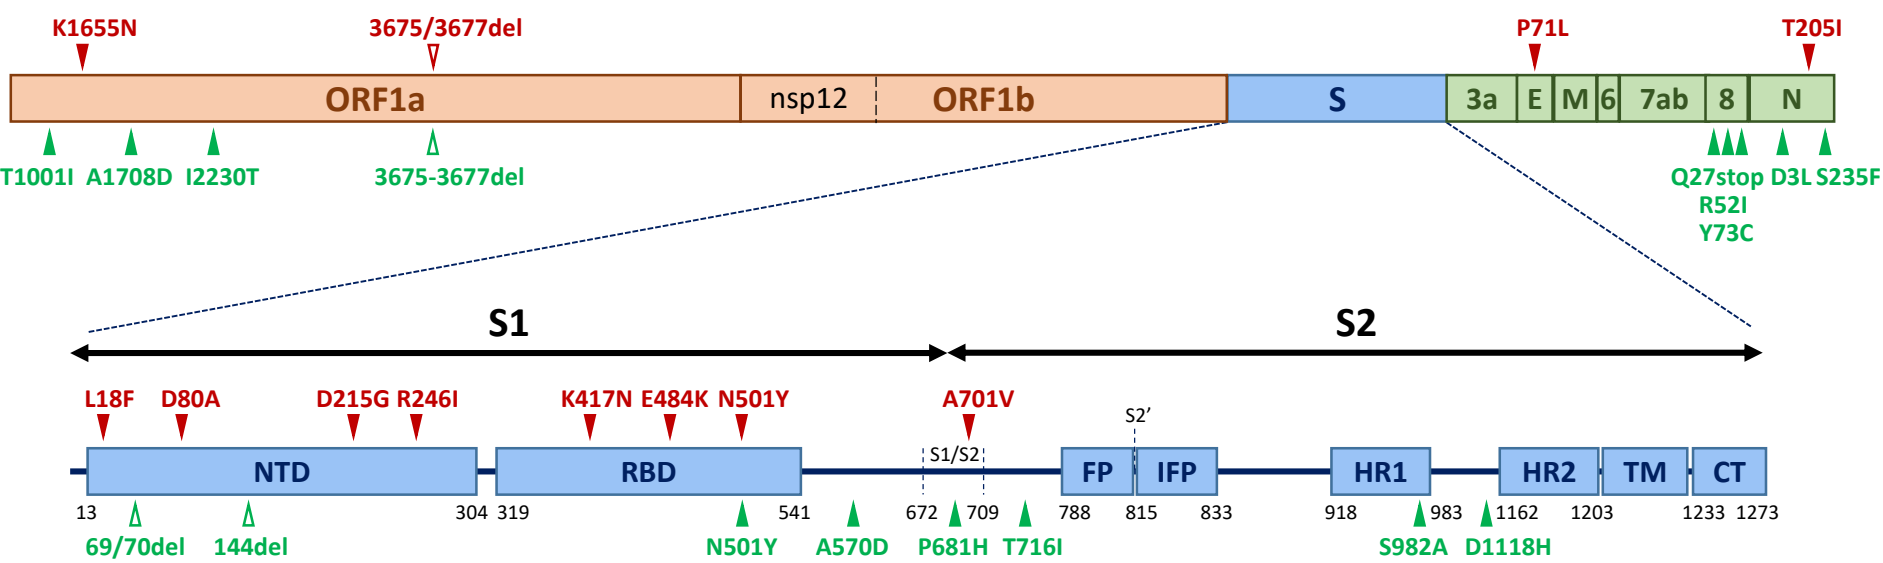 K1655N 3675/3677del P71L T205I
ORF1a nsp12 ORF1b S 3a E M 6 7ab 8 N
T1001I A1708D I2230T 3675-3677del Q27stop D3L S235F
R52I
Y73C
S1 S2
L18F D80A D215G R246I K417N E484K N501Y A701V
S2’
S1/S2
NTD RBD FP IFP HR1 HR2 TM CT
13 304 319 541 672 709 788 815 833 918 983 1162 1203 1233 1273
69/70del 144del N501Y A570D P681H T716I S982A D1118H